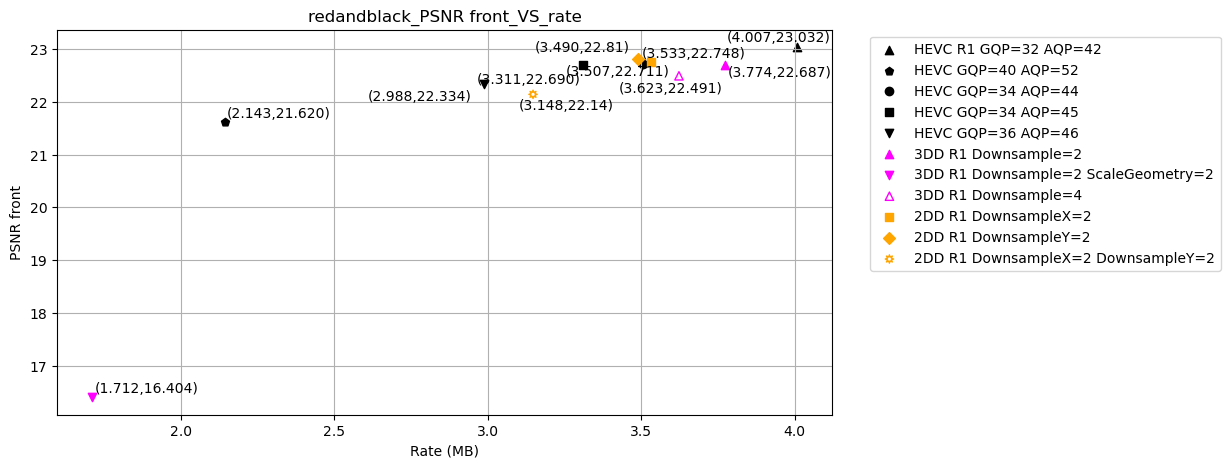 redandblack_PSNR front_VS_rate
PSNR front
23
22
21
20
19
18
17
(4.007,23.032)
(3.490,22.81)
(3.533,22.748)
(3.507,22.711)
(3.774,22.687)
(3.311,22.690)
(3.623,22.491)
(2.988,22.334)
(3.148,22.14)
(2.143,21.620)
(1.712,16.404)
2.0
2.5
3.0
3.5
4.0
Rate (MB)
HEVC R1 GQP=32 AQP=42
HEVC GQP=40 AQP=52
HEVC GQP=34 AQP=44
HEVC GQP=34 AQP=45
HEVC GQP=36 AQP=46
3DD R1 Downsample=2
3DD R1 Downsample=2 ScaleGeometry=2
3DD R1 Downsample=4
2DD R1 DownsampleX=2
2DD R1 DownsampleY=2
2DD R1 DownsampleX=2 DownsampleY=2